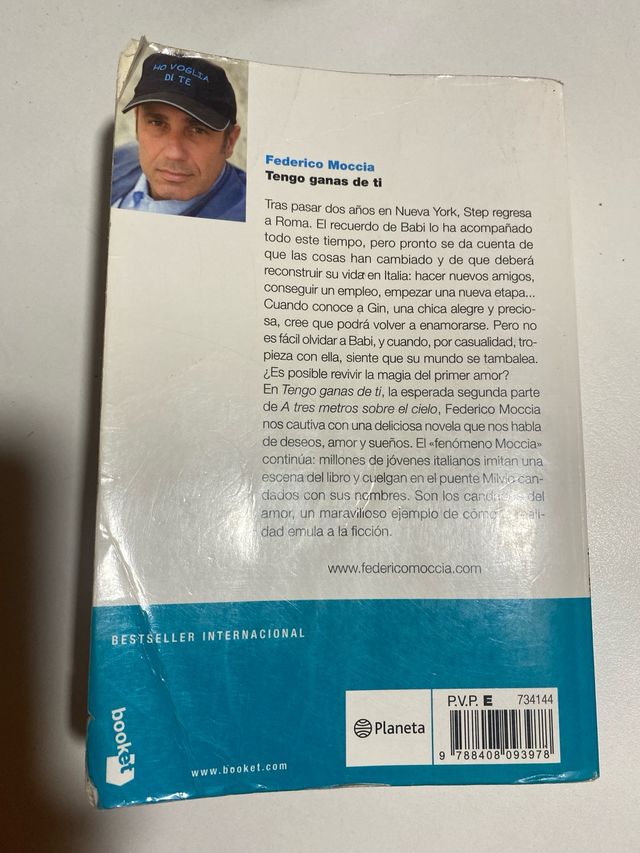 HO VOGLIA
DI TE
Federico Moccia
Tengo ganas de ti
Tras pasar dos años en Nueva York, Step regresa
a Roma. El recuerdo de Babi lo ha acompañado
todo este tiempo, pero pronto se da cuenta de
que las cosas han cambiado y de que deberá
reconstruir su vida en Italia: hacer nuevos amigos,
conseguir un empleo, empezar una nueva etapa...
Cuando conoce a Gin, una chica alegre y precio-
sa, cree que podrá volver a enamorarse. Pero no
es fácil olvidar a Babi, y cuando, por casualidad, tro-
pieza con ella, siente que su mundo se tambalea.
¿Es posible revivir la magia del primer amor?
En Tengo ganas de ti, la esperada segunda parte
de A tres metros sobre el cielo, Federico Moccia
nos cautiva con una deliciosa novela que nos habla
de deseos, amor y sueños. El «fenómeno Moccia»
continúa: millones de jóvenes italianos imitan una
escena del libro y cuelgan en el puente Milvio can-
dados con sus nombres. Son los del
amor, un maravilloso ejemplo de cómo
dad emula a la ficción.
www.federicomoccia.com
BESTSELLER INTERNACIONAL
booket
www.booket.com
Planeta
P.V.P. E 734144
9 788408 093978